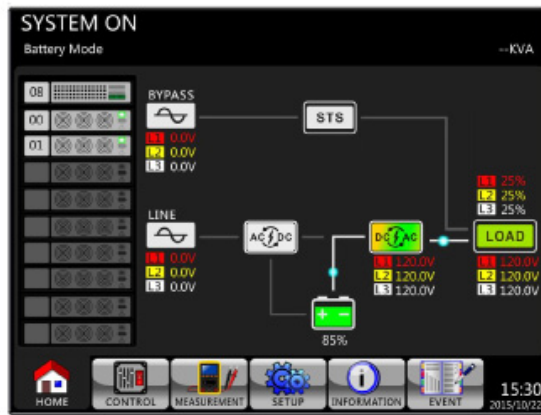 SYSTEM ON
Battery Mode
--KVA
08
00
01
BYPASS
L1 0.0V
L2 0.0V
L3 0.0V
STS
L1 25%
L2 25%
L3 25%
LINE
L1 0.0V
L2 0.0V
L3 0.0V
AC DC
DC AC
L1 120.0V
L2 120.0V
L3 120.0V
LOAD
L1 120.0V
L2 120.0V
L3 120.0V
85%
HOME
CONTROL
MEASUREMENT
SETUP
INFORMATION
EVENT
15:30
2015/10/22